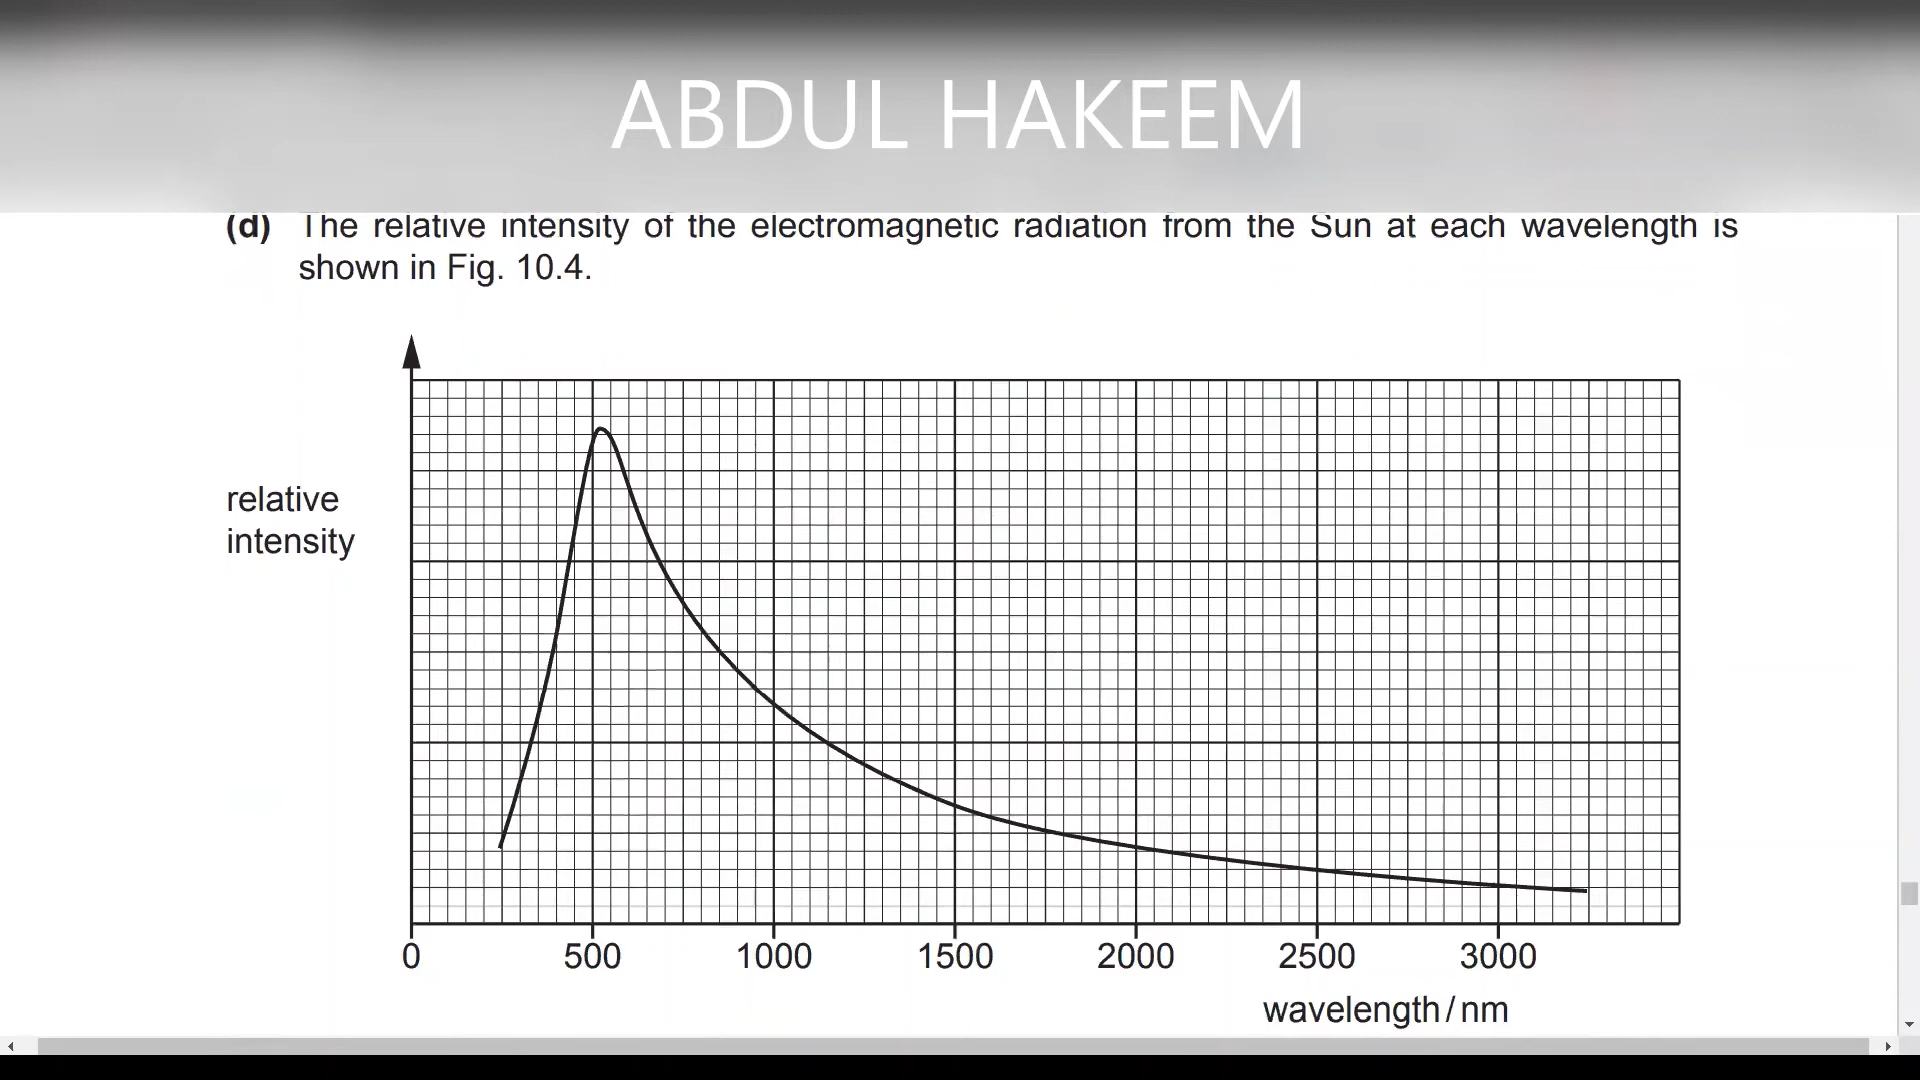 ABDUL HAKEEM
(d) The relative intensity of the electromagnetic radiation from the Sun at each wavelength is
shown in Fig. 10.4.
relative
intensity
0 500 1000 1500 2000 2500 3000
wavelength/nm